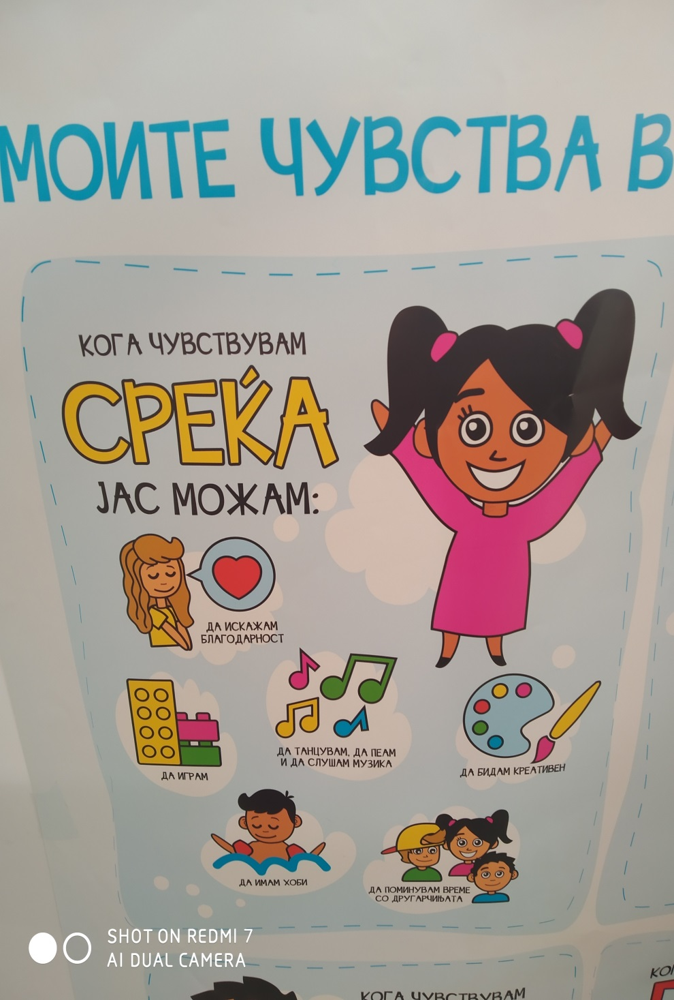 МОИТЕ ЧУВСТВА В
КОГА ЧУВСТВУВАМ
СРЕЌА
ЈАС МОЖАМ:
ДА ИСКАЖАМ
БЛАГОДАРНОСТ
ДА ИГРАМ
ДА ТАНЦУВАМ, ДА ПЕАМ
И ДА СЛУШАМ МУЗИКА
ДА БИДАМ КРЕАТИВЕН
ДА ИМАМ ХОБИ
ДА ПОМИНУВАМ ВРЕМЕ
СО ДРУГАРЧИЊАТА
SHOT ON REDMI 7
AI DUAL CAMERA
КОГА ЧУВСТВУВАМ